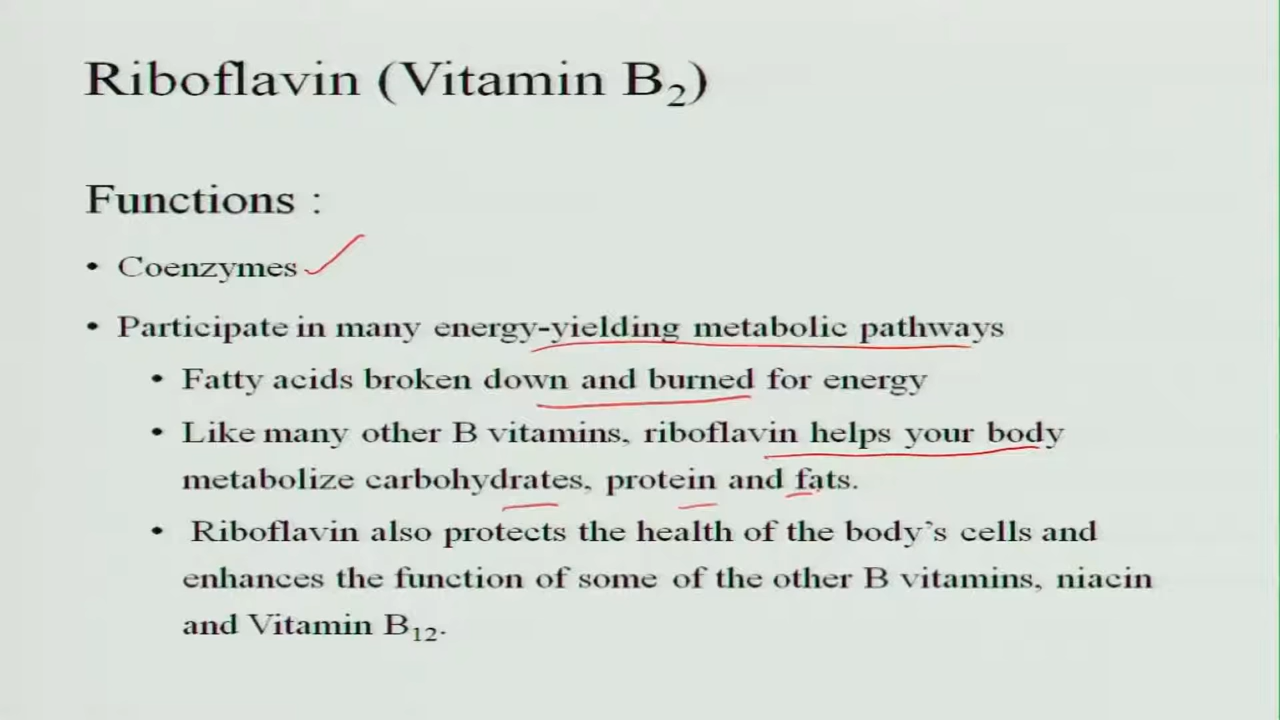 Riboflavin (Vitamin B₂)
Functions :
• Coenzymes
• Participate in many energy-yielding metabolic pathways
• Fatty acids broken down and burned for energy
• Like many other B vitamins, riboflavin helps your body
metabolize carbohydrates, protein and fats.
• Riboflavin also protects the health of the body’s cells and
enhances the function of some of the other B vitamins, niacin
and Vitamin B₁₂.